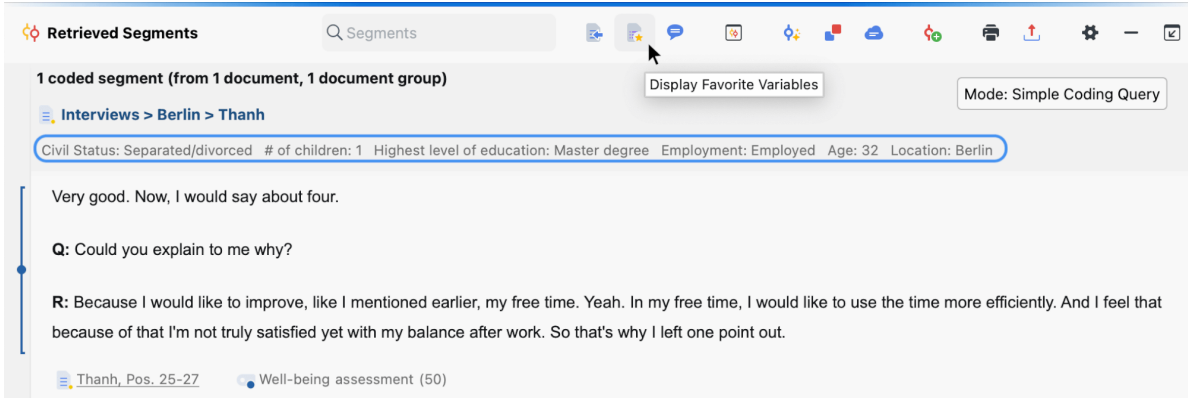 Retrieved Segments
Segments
Display Favorite Variables
1 coded segment (from 1 document, 1 document group)
Mode: Simple Coding Query
Interviews > Berlin > Thanh
Civil Status: Separated/divorced # of children: 1 Highest level of education: Master degree Employment: Employed Age: 32 Location: Berlin
Very good. Now, I would say about four.
Q: Could you explain to me why?
R: Because I would like to improve, like I mentioned earlier, my free time. Yeah. In my free time, I would like to use the time more efficiently. And I feel that
because of that I'm not truly satisfied yet with my balance after work. So that's why I left one point out.
Thanh, Pos. 25-27 Well-being assessment (50)